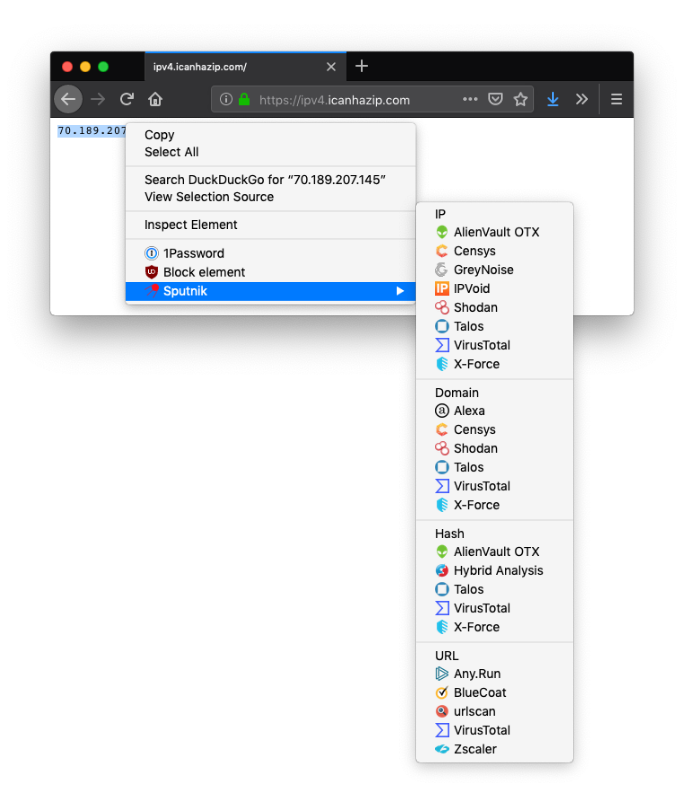 ipv4.icanhazip.com/
https://ipv4.icanhazip.com
70.189.207
Copy
Select All
Search DuckDuckGo for “70.189.207.145”
View Selection Source
Inspect Element
1Password
Block element
Sputnik
IP
AlienVault OTX
Censys
GreyNoise
IP
IPVoid
Shodan
Talos
VirusTotal
X-Force
Domain
a Alexa
Censys
Shodan
Talos
VirusTotal
X-Force
Hash
AlienVault OTX
Hybrid Analysis
Talos
VirusTotal
X-Force
URL
Any.Run
BlueCoat
urlscan
VirusTotal
Zscaler